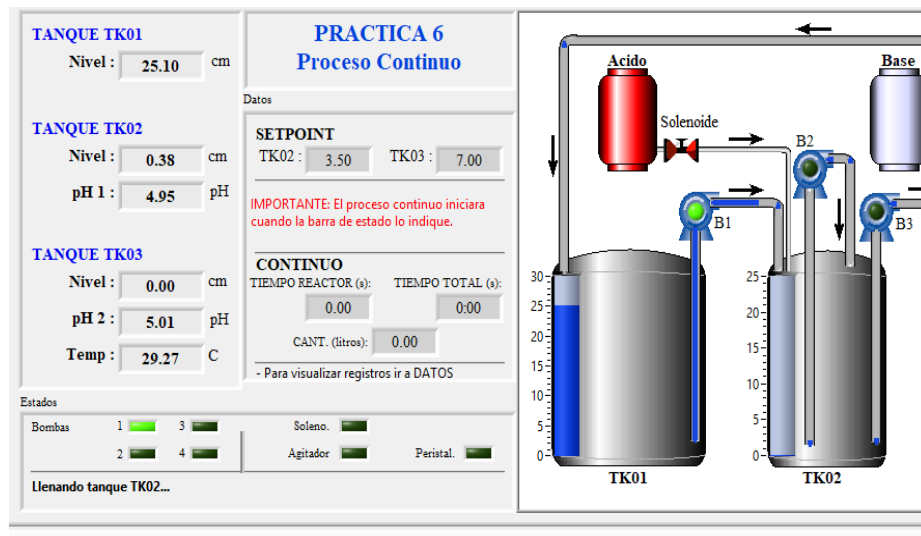 TANQUE TK01
Nivel : 25.10 cm
TANQUE TK02
Nivel : 0.38 cm
pH 1 : 4.95 pH
TANQUE TK03
Nivel : 0.00 cm
pH 2 : 5.01 pH
Temp : 29.27 C
PRACTICA 6
Proceso Continuo
Datos
SETPOINT
TK02 : 3.50 TK03 : 7.00
IMPORTANTE: El proceso continuo iniciara
cuando la barra de estado lo indique.
CONTINUO
TIEMPO REACTOR (s): TIEMPO TOTAL (s):
0.00 0:00
CANT. (litros): 0.00
- Para visualizar registros ir a DATOS
Estados
Bombas 1 3 Soleno.
2 4 Agitador Peristal.
Llenando tanque TK02...
Acido Base
Solenoide
B2
B1 B3
30
25
20
15
10
5
0
25
20
15
10
5
0
TK01 TK02